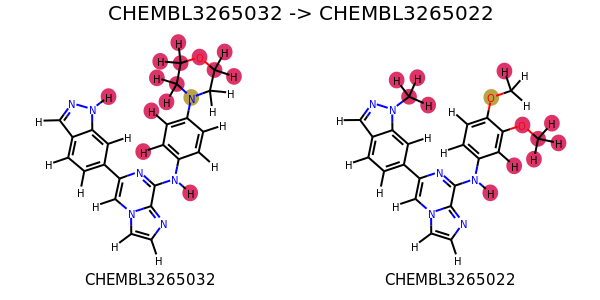 CHEMBL3265032 -> CHEMBL3265022
H H O H H H H H H N H H H N N H H H H H H N N H H N N H H
H H H H H O H H O H H H H N N H H H H H H N N H H N N H H
CHEMBL3265032
CHEMBL3265022